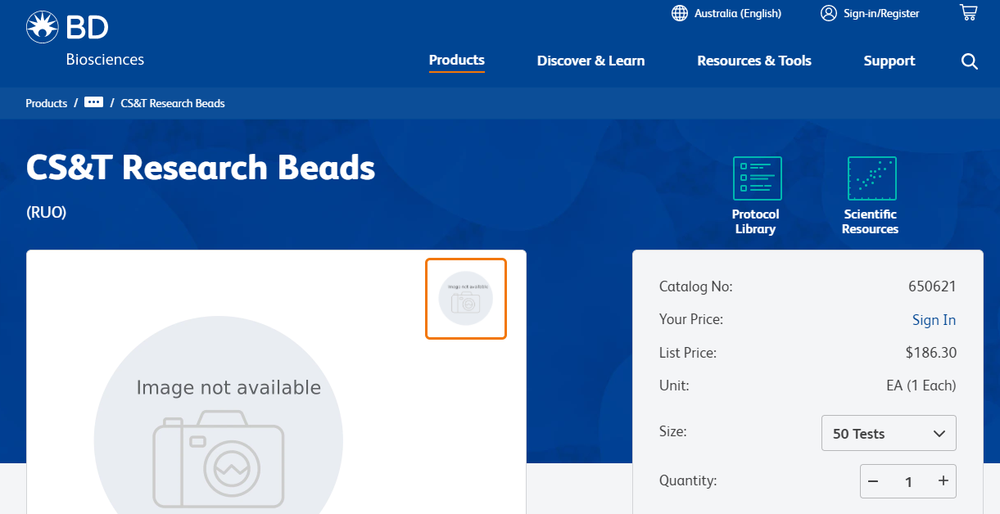 BD
Biosciences
Australia (English)
Sign-in/Register
Products
Discover & Learn
Resources & Tools
Support
Products / ••• / CS&T Research Beads
CS&T Research Beads
(RUO)
Protocol
Library
Scientific
Resources
Image not available
Image not available
Catalog No: 650621
Your Price: Sign In
List Price: $186.30
Unit: EA (1 Each)
Size: 50 Tests
Quantity: − 1 +